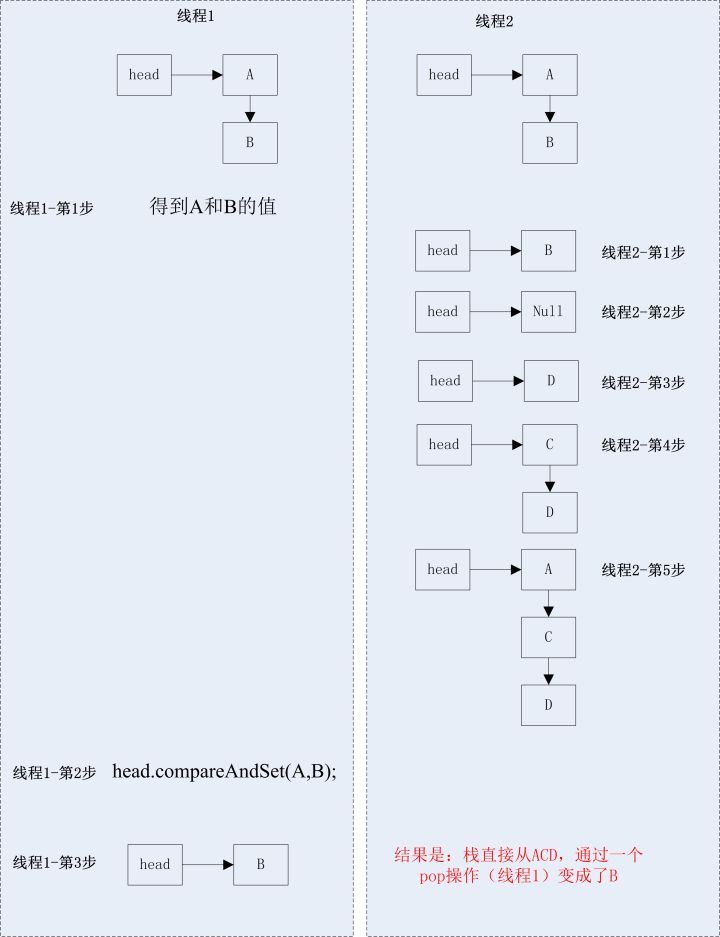 线程1
head
A
B
线程1-第1步
得到A和B的值
线程1-第2步
head.compareAndSet(A,B);
线程1-第3步
head
B
线程2
head
A
B
head
B
线程2-第1步
head
Null
线程2-第2步
head
D
线程2-第3步
head
C
线程2-第4步
D
head
A
线程2-第5步
C
D
结果是：栈直接从ACD，通过一个
pop操作（线程1）变成了B